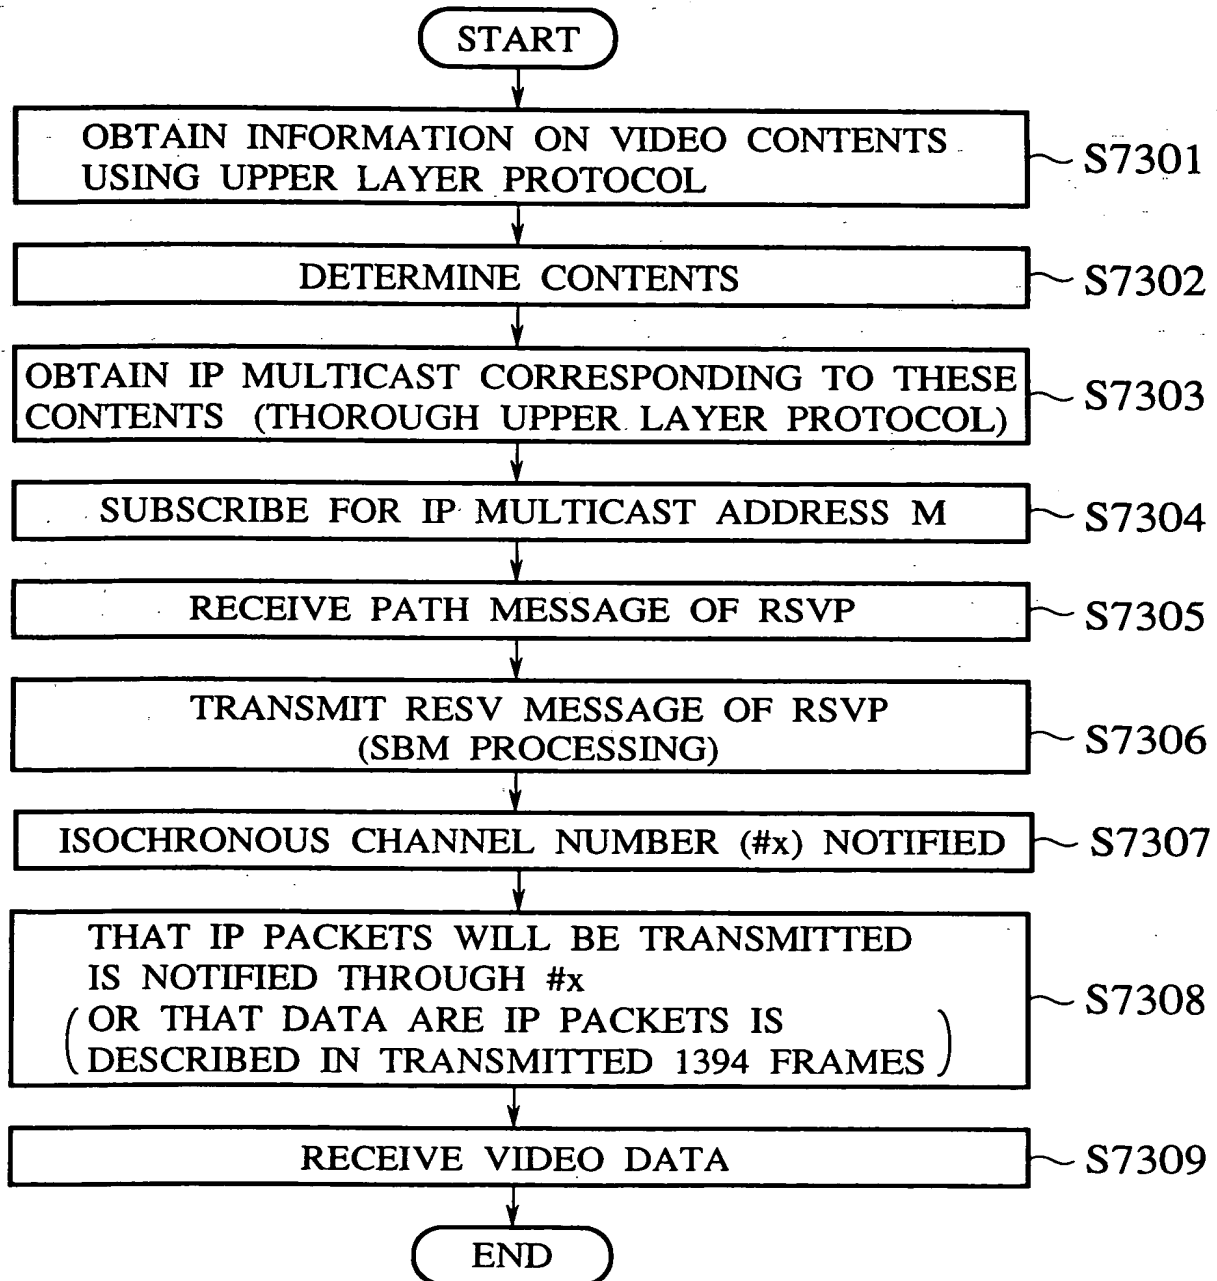 START
OBTAIN INFORMATION ON VIDEO CONTENTS
USING UPPER LAYER PROTOCOL
S7301
DETERMINE CONTENTS
S7302
OBTAIN IP MULTICAST CORRESPONDING TO THESE
CONTENTS (THOROUGH UPPER LAYER PROTOCOL)
S7303
SUBSCRIBE FOR IP MULTICAST ADDRESS M
S7304
RECEIVE PATH MESSAGE OF RSVP
S7305
TRANSMIT RESV MESSAGE OF RSVP
(SBM PROCESSING)
S7306
ISOCHRONOUS CHANNEL NUMBER (#x) NOTIFIED
S7307
THAT IP PACKETS WILL BE TRANSMITTED
IS NOTIFIED THROUGH #x
(OR THAT DATA ARE IP PACKETS IS
DESCRIBED IN TRANSMITTED 1394 FRAMES)
S7308
RECEIVE VIDEO DATA
S7309
END